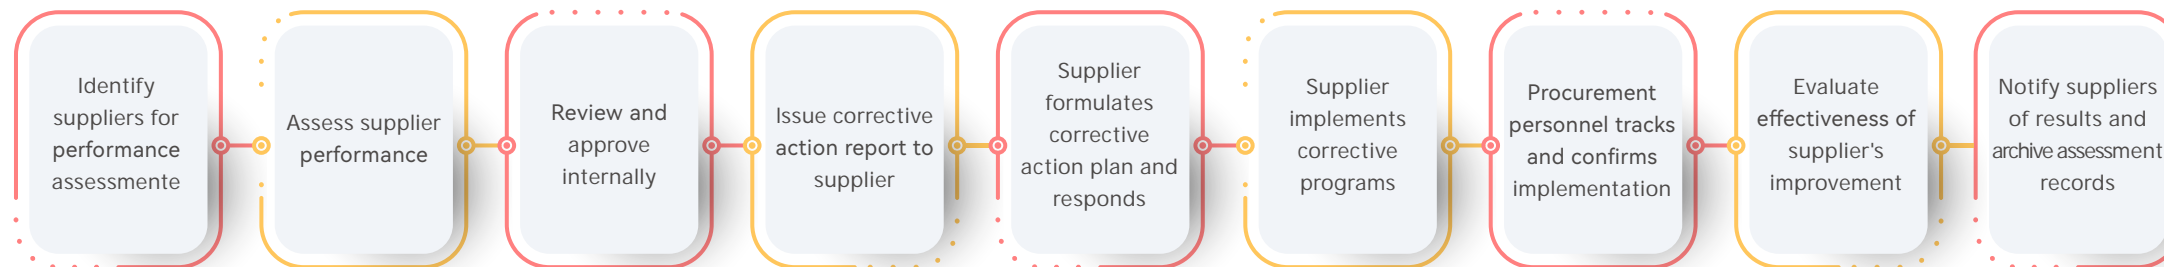 Identify
suppliers for
performance
assessmente
Assess supplier
performance
Review and
approve
internally
Issue corrective
action report to
supplier
Supplier
formulates
corrective
action plan and
responds
Supplier
implements
corrective
programs
Procurement
personnel tracks
and confirms
implementation
Evaluate
effectiveness of
supplier's
improvement
Notify suppliers
of results and
archive assessment
records